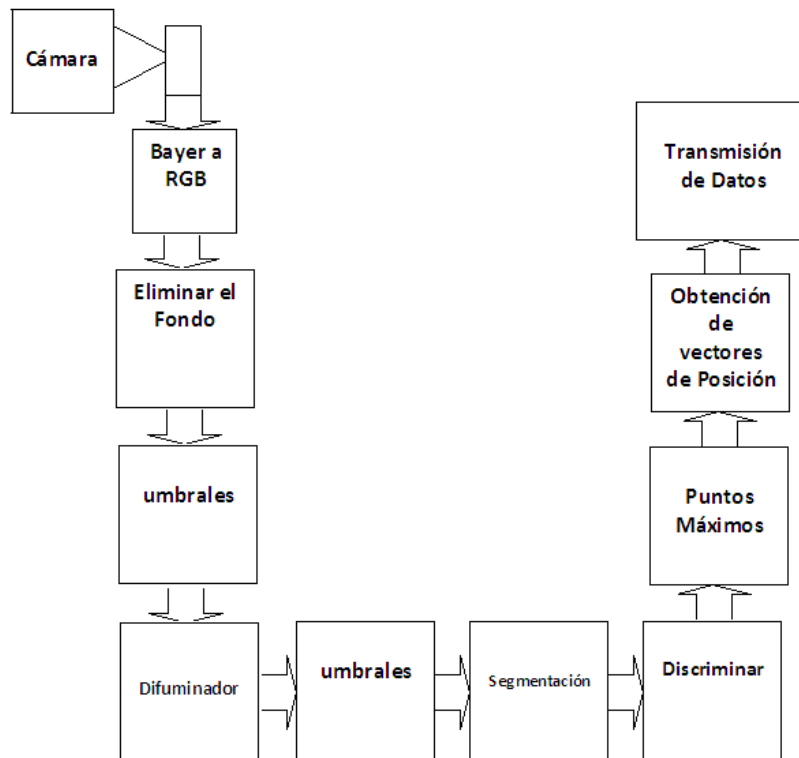 Cámara
Bayer a
RGB
Eliminar el
Fondo
umbrales
Difuminador
umbrales
Segmentación
Discriminar
Puntos
Máximos
Obtención
de
vectores
de Posición
Transmisión
de Datos